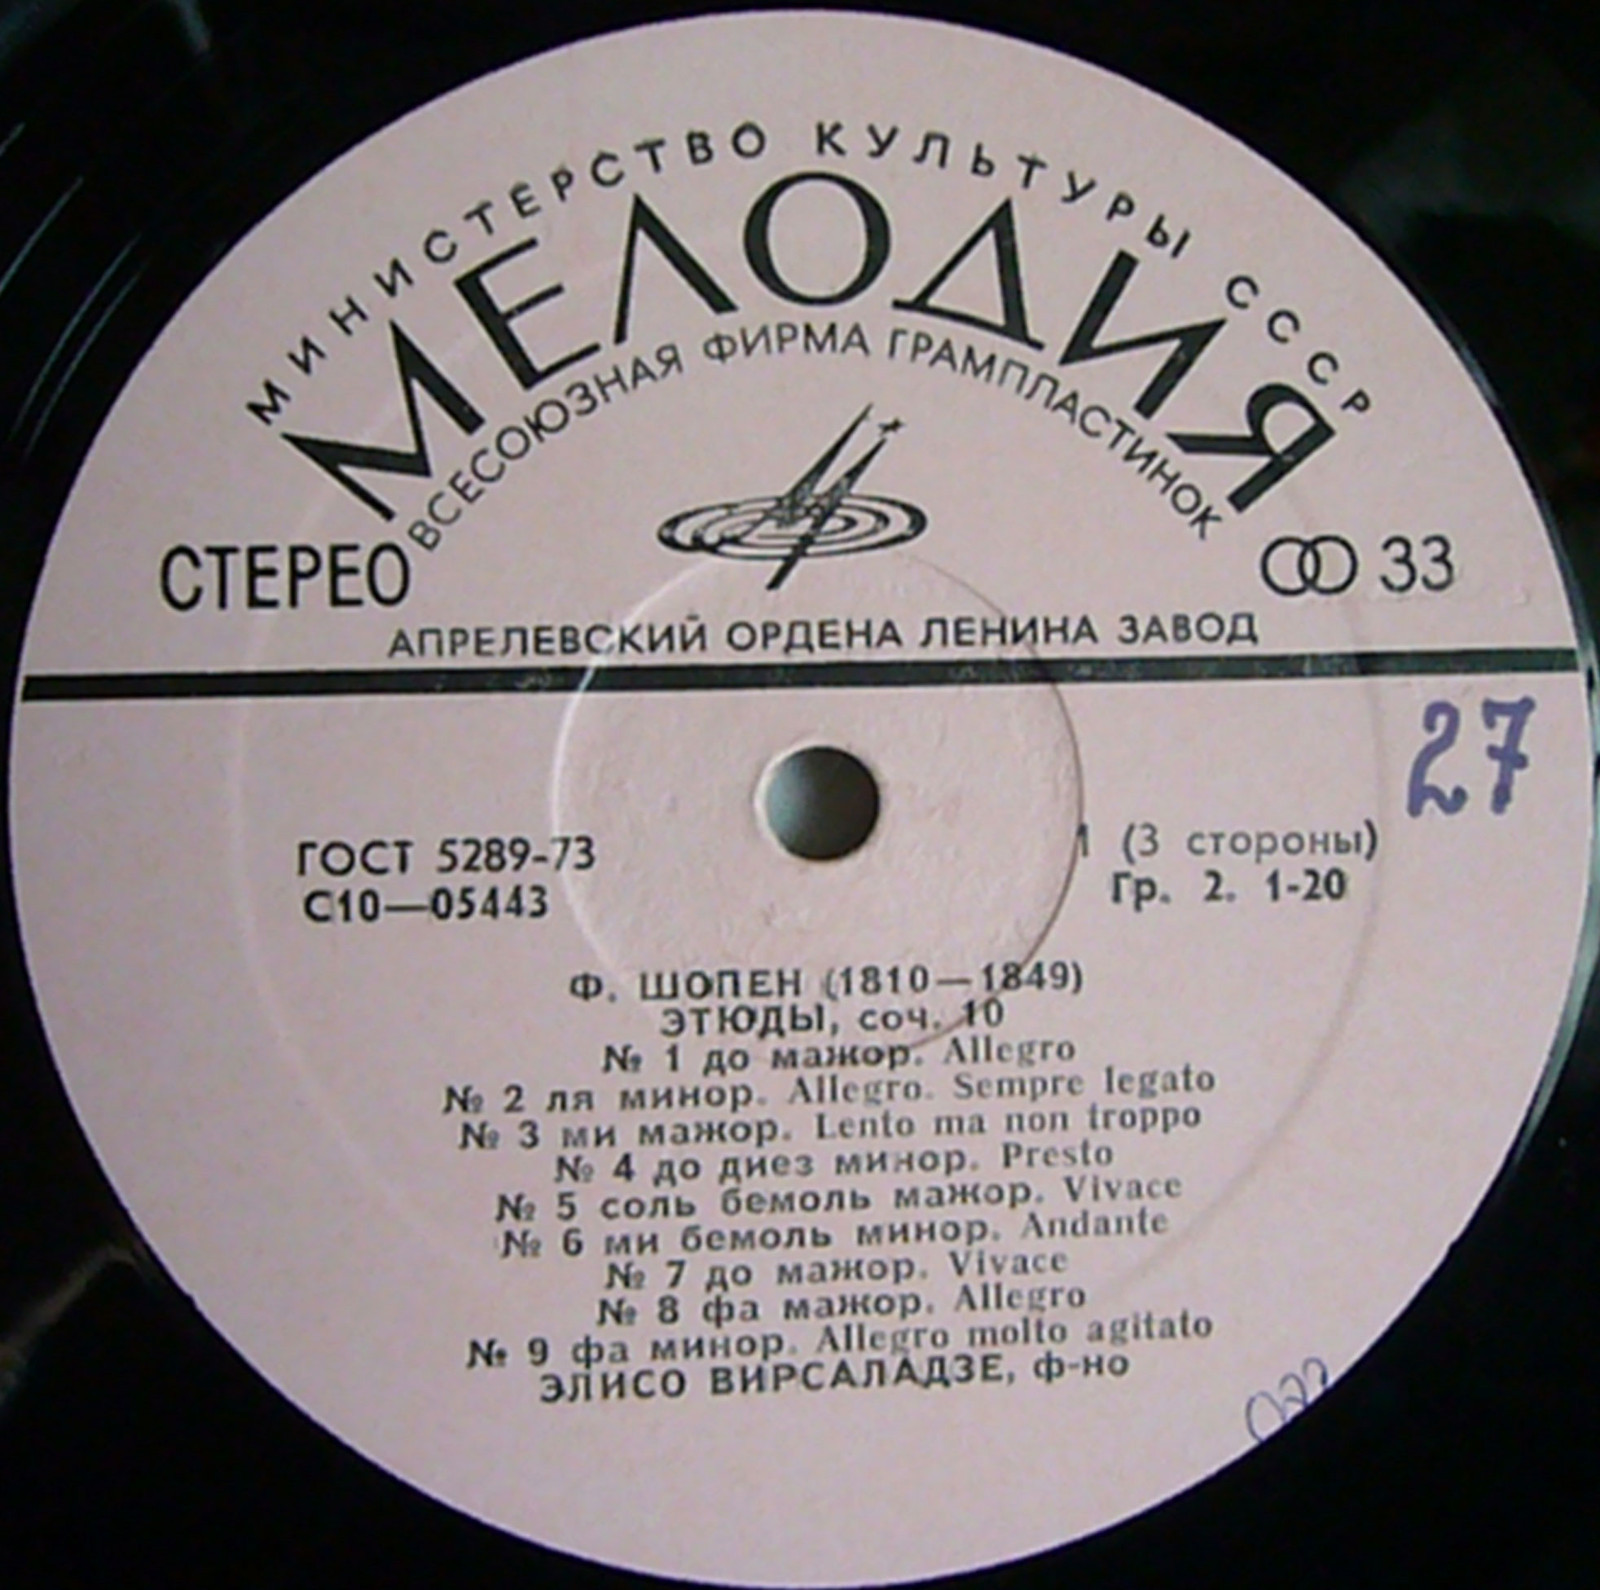 МИНИСТЕРСТВО КУЛЬТУРЫ СССР
МЕЛОДИЯ
ВСЕСОЮЗНАЯ ФИРМА ГРАМПЛАСТИНОК
СТЕРЕО
33
АПРЕЛЕВСКИЙ ОРДЕНА ЛЕНИНА ЗАВОД
27
ГОСТ 5289-73
С10—05443
1 (3 стороны)
Гр. 2. 1-20
Ф. ШОПЕН (1810—1849)
ЭТЮДЫ, соч. 10
№ 1 до мажор. Allegro
№ 2 ля минор. Allegro. Sempre legato
№ 3 ми мажор. Lento ma non troppo
№ 4 до диез минор. Presto
№ 5 соль бемоль мажор. Vivace
№ 6 ми бемоль минор. Andante
№ 7 до мажор. Vivace
№ 8 фа мажор. Allegro
№ 9 фа минор. Allegro molto agitato
ЭЛИСО ВИРСАЛАДЗЕ, ф-но